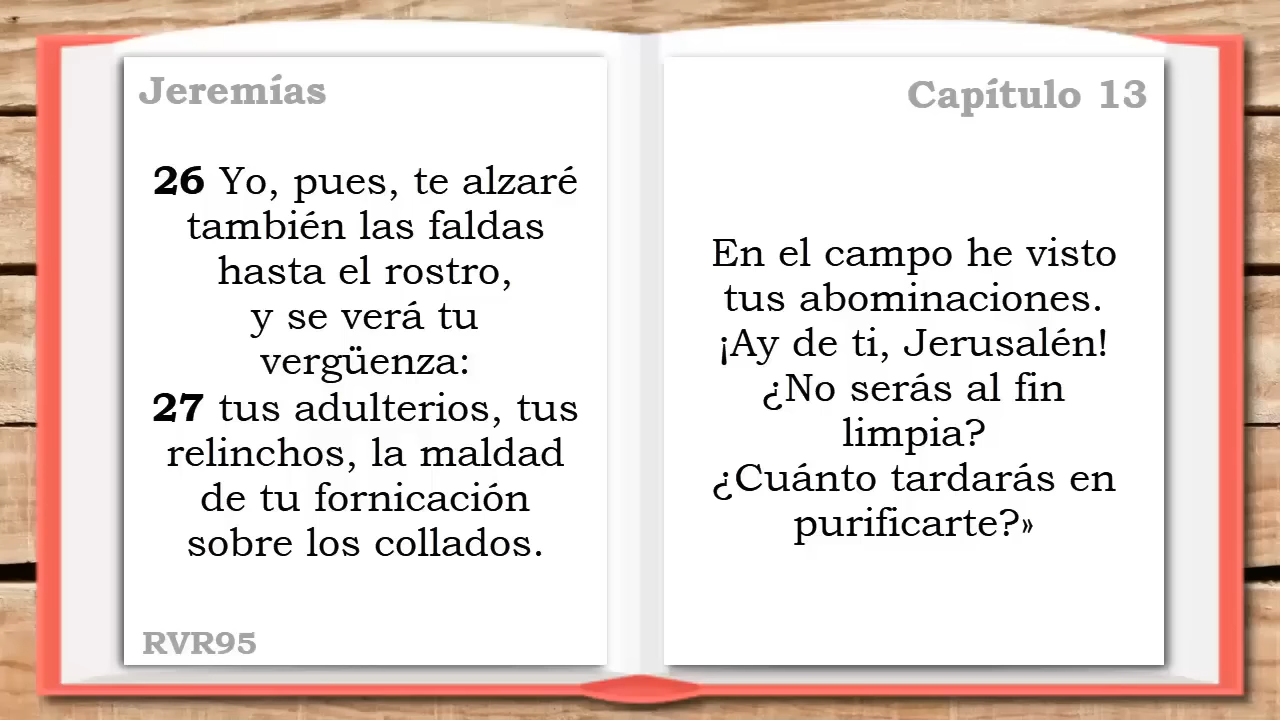 Jeremías
26 Yo, pues, te alzaré
también las faldas
hasta el rostro,
y se verá tu
vergüenza:
27 tus adulterios, tus
relinchos, la maldad
de tu fornicación
sobre los collados.
RVR95
Capítulo 13
En el campo he visto
tus abominaciones.
¡Ay de ti, Jerusalén!
¿No serás al fin
limpia?
¿Cuánto tardarás en
purificarte?»